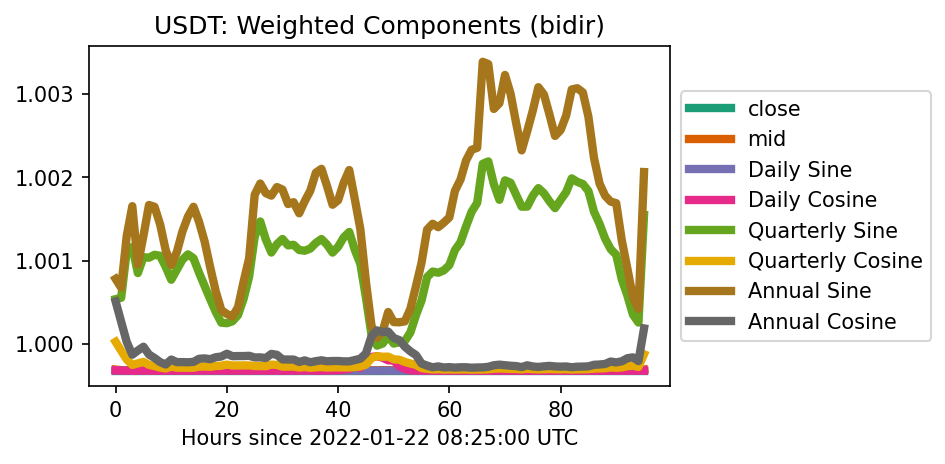 USDT: Weighted Components (bidir)
1.003
1.002
1.001
1.000
0
20
40
60
80
Hours since 2022-01-22 08:25:00 UTC
close
mid
Daily Sine
Daily Cosine
Quarterly Sine
Quarterly Cosine
Annual Sine
Annual Cosine